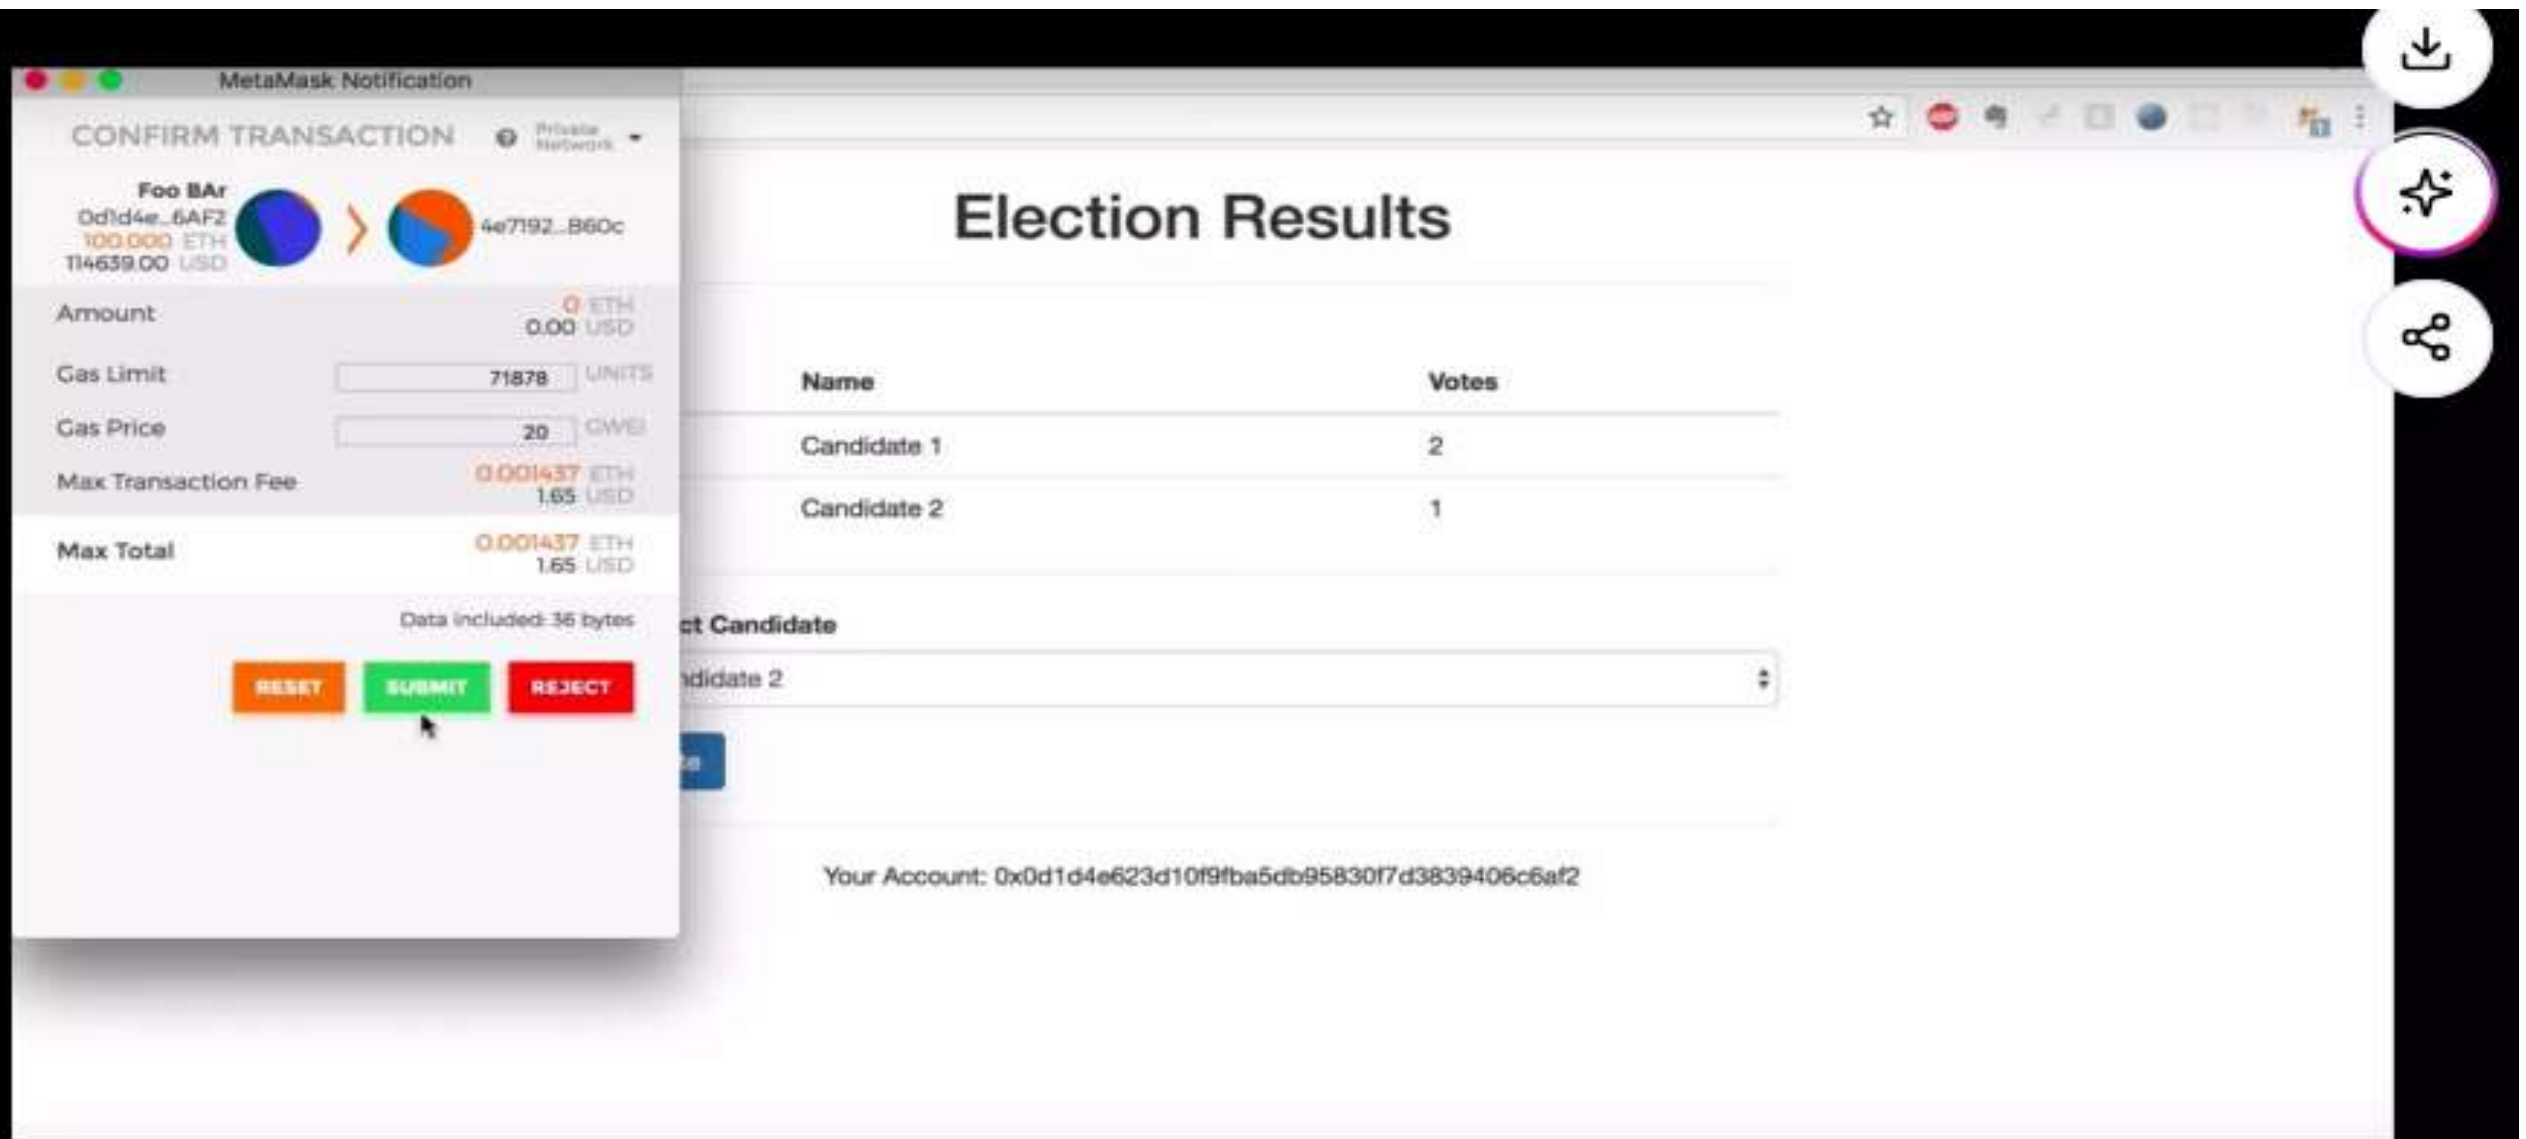 MetaMask Notification
CONFIRM TRANSACTION
Private
Network
Foo BAr
0d1d4e...6AF2
100.000 ETH
114639.00 USD
4e7192...B60c
Amount
0 ETH
0.00 USD
Gas Limit
71878 UNITS
Gas Price
20 GWEI
Max Transaction Fee
0.001437 ETH
1.65 USD
Max Total
0.001437 ETH
1.65 USD
Data included: 36 bytes
RESET SUBMIT REJECT
Election Results
Name Votes
Candidate 1 2
Candidate 2 1
ct Candidate
ndidate 2
Your Account: 0x0d1d4e623d10f9fba5db95830f7d3839406c6af2